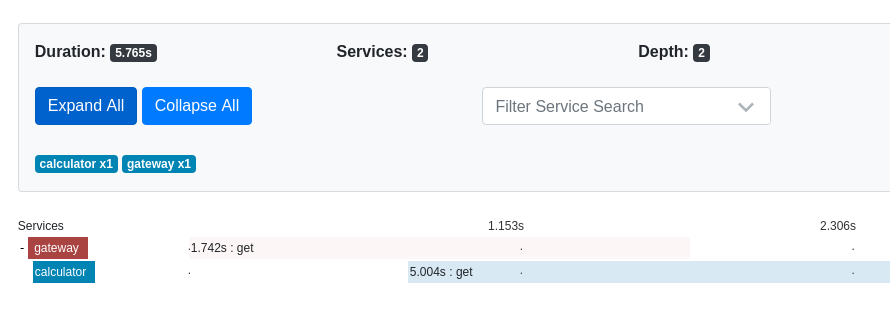 Duration: 5.765s Services: 2 Depth: 2
Expand All Collapse All Filter Service Search
calculator x1 gateway x1
Services 1.153s 2.306s
- gateway .1.742s : get . .
calculator . 5.004s : get . .